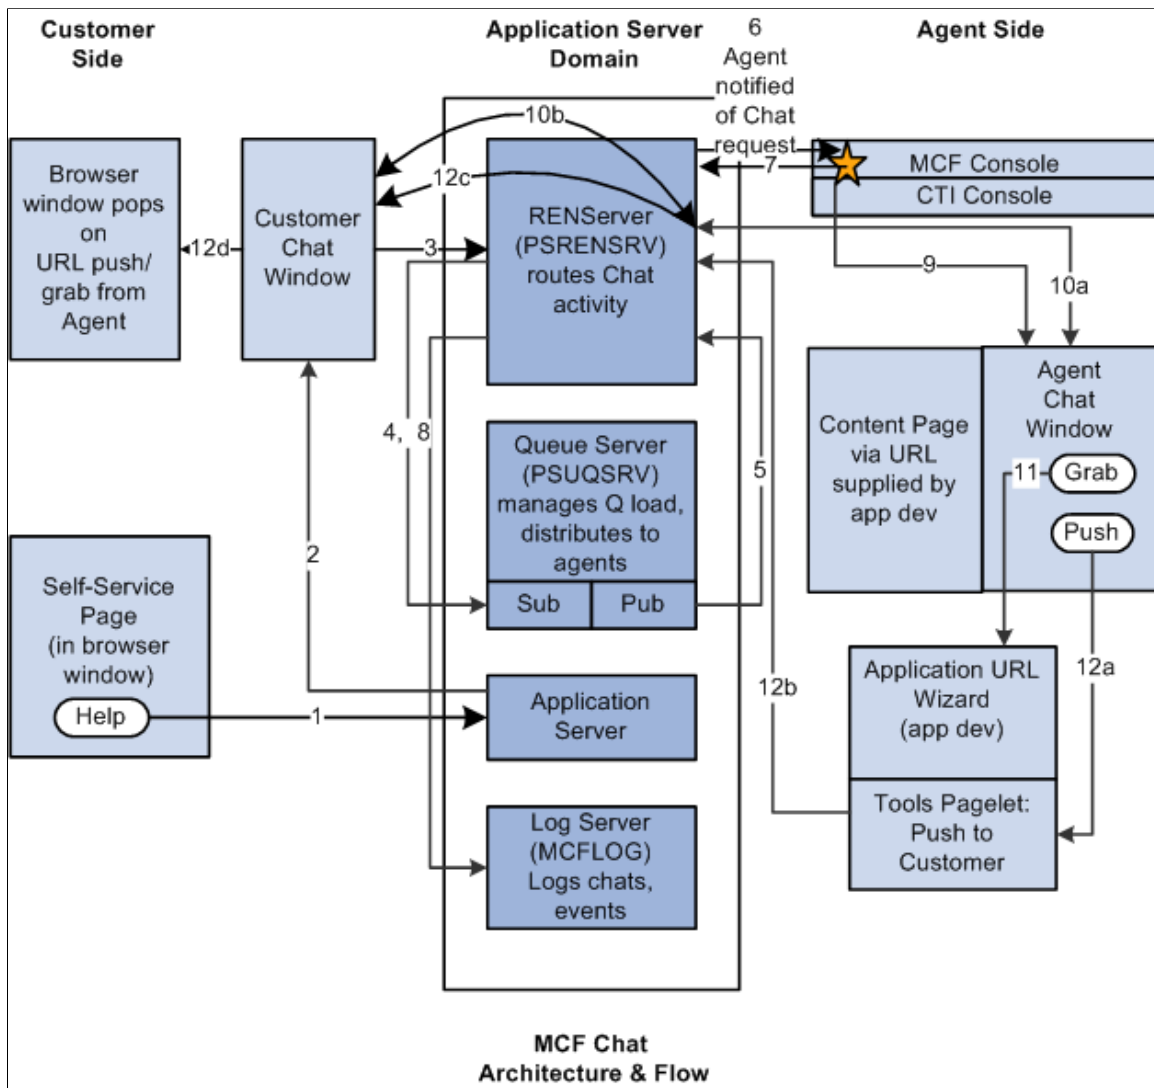 Customer
Side
Application Server
Domain
6
Agent
notified
of Chat
request
Agent Side
10b
12c
7
MCF Console
CTI Console
Browser
window pops
on
URL push/
grab from
Agent
12d
Customer
Chat
Window
3
RENServer
(PSRENSRV)
routes Chat
activity
9
10a
4, 8
Queue Server
(PSUQSRV)
manages Q load,
distributes to
agents
Sub
Pub
5
Content Page
via URL
supplied by
app dev
Agent
Chat
Window
11
Grab
Push
2
Self-Service
Page
(in browser
window)
Help
1
Application
Server
12b
Application URL
Wizard
(app dev)
12a
Tools Pagelet:
Push to
Customer
Log Server
(MCFLOG)
Logs chats,
events
MCF Chat
Architecture & Flow